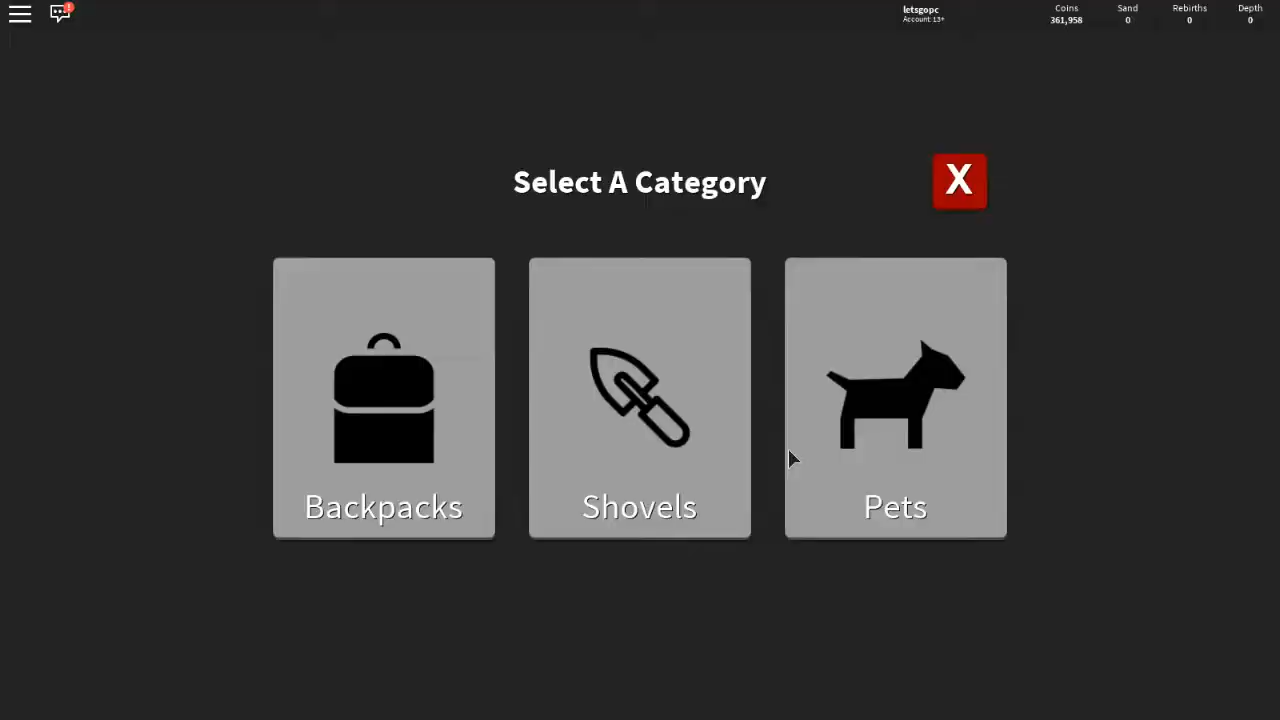 letsgopc
Account: 13+
Coins Sand Rebirths Depth
361,958 0 0 0
Select A Category
X
Backpacks Shovels Pets